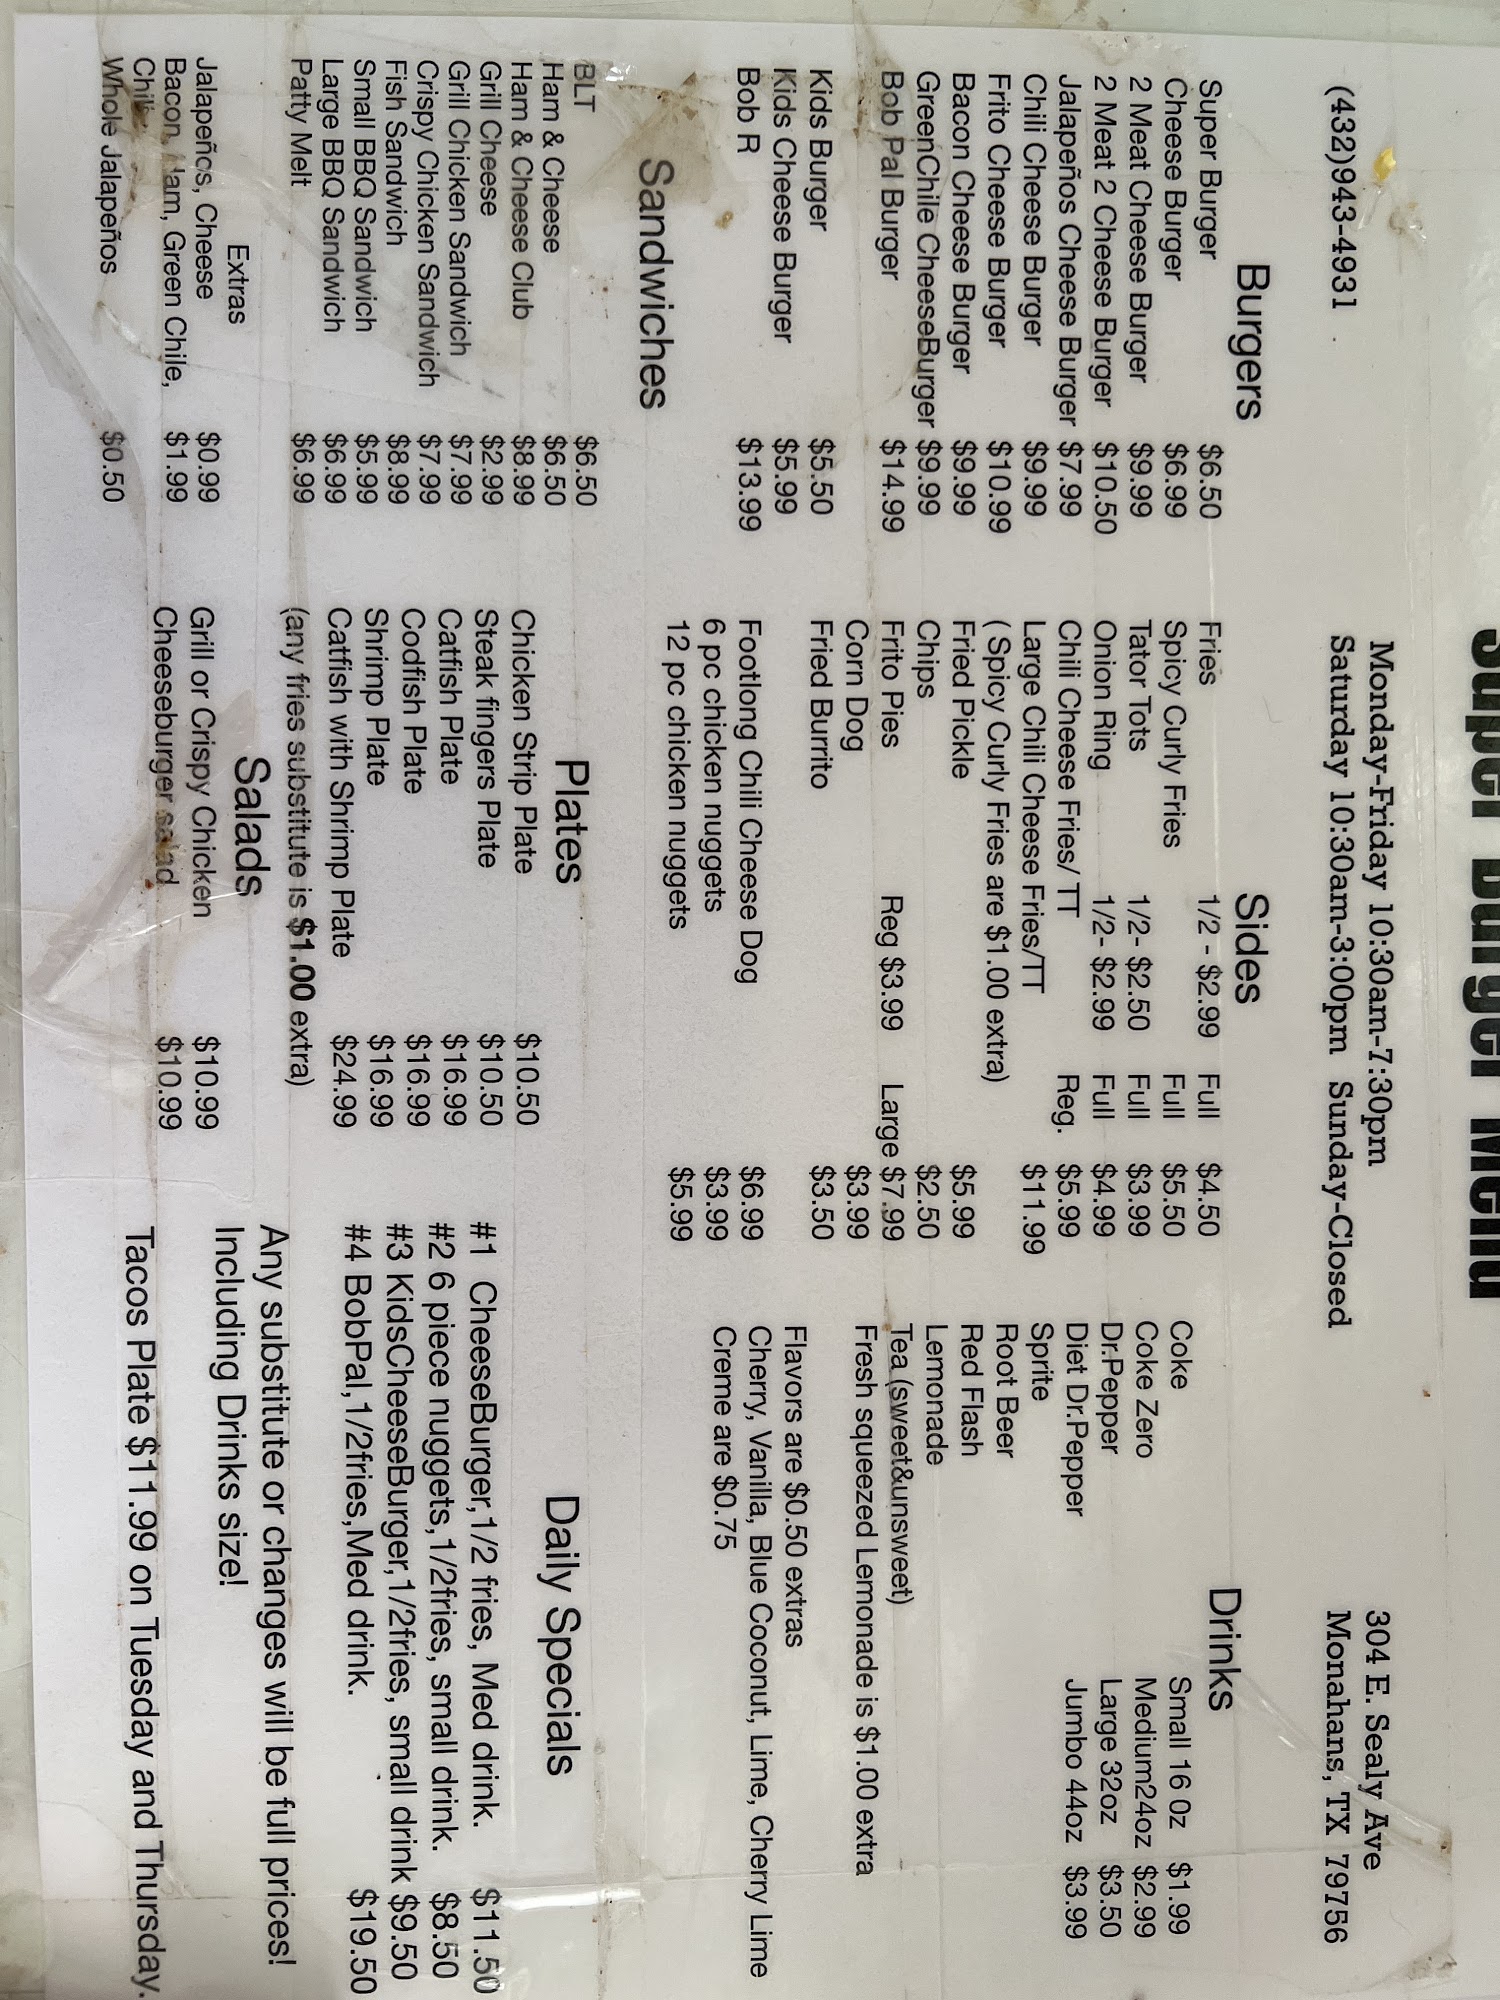 Super Burger Menu
Monday-Friday 10:30am-7:30pm
304 E. Sealy Ave
(432)943-4931
Saturday 10:30am-3:00pm Sunday-Closed
Monahans, TX 79756
Burgers
Super Burger $6.50
Cheese Burger $6.99
2 Meat Cheese Burger $9.99
2 Meat 2 Cheese Burger $10.50
Jalapeños Cheese Burger $7.99
Chili Cheese Burger $9.99
Frito Cheese Burger $10.99
Bacon Cheese Burger $9.99
GreenChile CheeseBurger $9.99
Bob Pal Burger $14.99
Kids Burger $5.50
Kids Cheese Burger $5.99
Bob R $13.99
Sandwiches
BLT $6.50
Ham & Cheese $6.50
Ham & Cheese Club $8.99
Grill Cheese $2.99
Grill Chicken Sandwich $7.99
Crispy Chicken Sandwich $7.99
Fish Sandwich $8.99
Small BBQ Sandwich $5.99
Large BBQ Sandwich $6.99
Patty Melt $6.99
Extras
Jalapeños, Cheese $0.99
Bacon, Ham, Green Chile, $1.99
Chili
Whole Jalapeños $0.50
Sides
Fries 1/2 - $2.99 Full $4.50
Spicy Curly Fries Full $5.50
Tator Tots 1/2- $2.50 Full $3.99
Onion Ring 1/2- $2.99 Full $4.99
Chili Cheese Fries/ TT Reg. $5.99
Large Chili Cheese Fries/TT $11.99
( Spicy Curly Fries are $1.00 extra)
Fried Pickle $5.99
Chips $2.50
Frito Pies Reg $3.99 Large $7.99
Corn Dog $3.99
Fried Burrito $3.50
Footlong Chili Cheese Dog $6.99
6 pc chicken nuggets $3.99
12 pc chicken nuggets $5.99
Plates
Chicken Strip Plate $10.50
Steak fingers Plate $10.50
Catfish Plate $16.99
Codfish Plate $16.99
Shrimp Plate $16.99
Catfish with Shrimp Plate $24.99
(any fries substitute is $1.00 extra)
Salads
Grill or Crispy Chicken $10.99
Cheeseburger salad $10.99
Drinks
Coke Small 16 0z $1.99
Coke Zero Medium24oz $2.99
Dr.Pepper Large 32oz $3.50
Diet Dr.Pepper Jumbo 44oz $3.99
Sprite
Root Beer
Red Flash
Lemonade
Tea (sweet&unsweet)
Fresh squeezed Lemonade is $1.00 extra
Flavors are $0.50 extras
Cherry, Vanilla, Blue Coconut, Lime, Cherry Lime
Creme are $0.75
Daily Specials
#1 CheeseBurger,1/2 fries, Med drink. $11.50
#2 6 piece nuggets,1/2fries, small drink. $8.50
#3 KidsCheeseBurger,1/2fries, small drink $9.50
#4 BobPal,1/2fries,Med drink. $19.50
Any substitute or changes will be full prices!
Including Drinks size!
Tacos Plate $11.99 on Tuesday and Thursday.